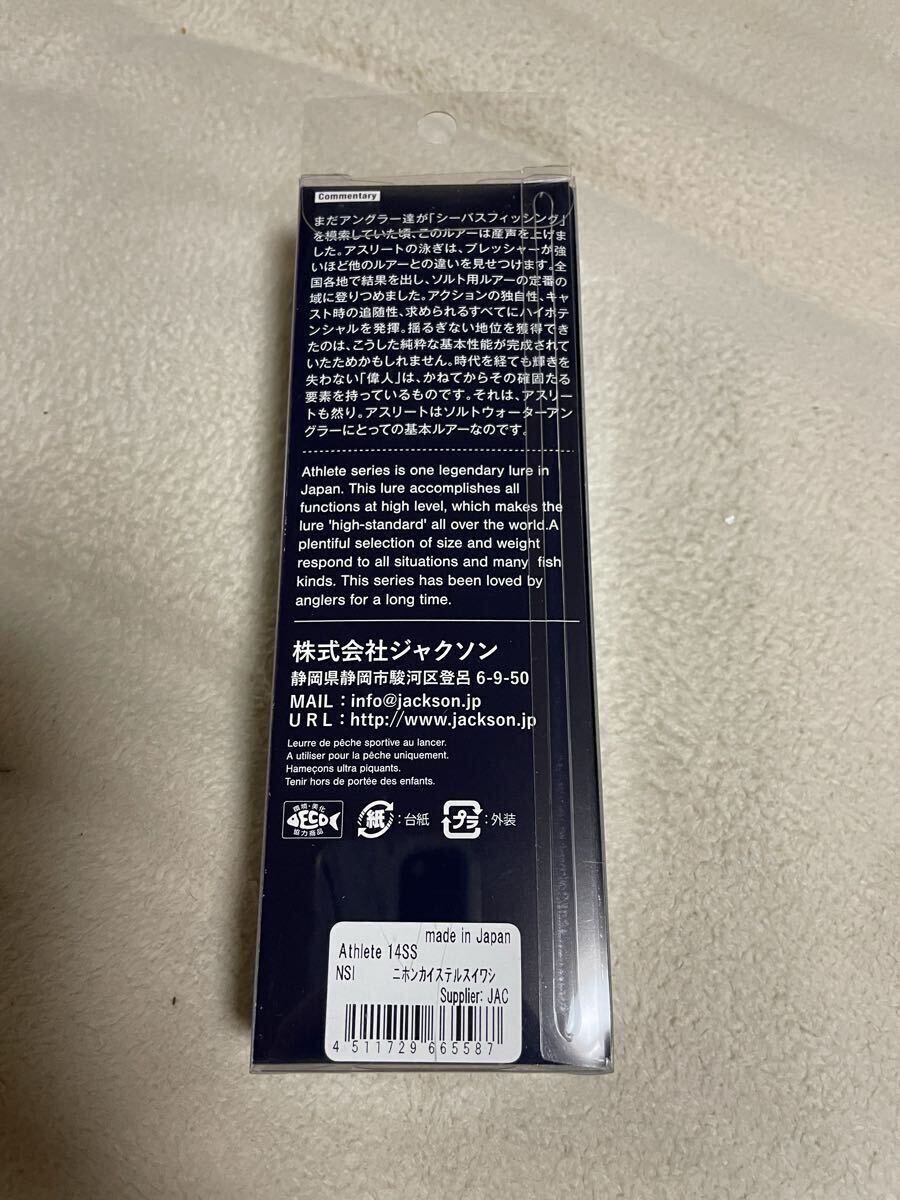 Commentary
まだアングラー達が「シーバスフィッシング」
を模索していた頃、このルアーは産声を上げま
した。アスリートの泳ぎは、プレッシャーが強
いほど他のルアーとの違いを見せつけます。全
国各地で結果を出し、ソルト用ルアーの定番の
域に登りつめました。アクションの独自性、キャ
スト時の追随性、求められるすべてにハイポテ
ンシャルを発揮。揺るぎない地位を獲得でき
たのは、こうした純粋な基本性能が完成されて
いたためかもしれません。時代を経ても輝きを
失わない「偉人」は、かねてからその確固たる
要素を持っているものです。それは、アスリー
トも然り。アスリートはソルトウォーターアン
グラーにとっての基本ルアーなのです。
Athlete series is one legendary lure in
Japan. This lure accomplishes all
functions at high level, which makes the
lure 'high-standard' all over the world.A
plentiful selection of size and weight
respond to all situations and many fish
kinds. This series has been loved by
anglers for a long time.
株式会社ジャクソン
静岡県静岡市駿河区登呂 6-9-50
MAIL：info@jackson.jp
URL：http://www.jackson.jp
Leurre de pêche sportive au lancer.
A utiliser pour la pêche uniquement.
Hameçons ultra piquants.
Tenir hors de portée des enfants.
環境・美化
ECO
協力商品
紙：台紙
プラ：外装
made in Japan
Athlete 14SS
NSI ニホンカイステルスイワシ
Supplier: JAC
4 511729 665587